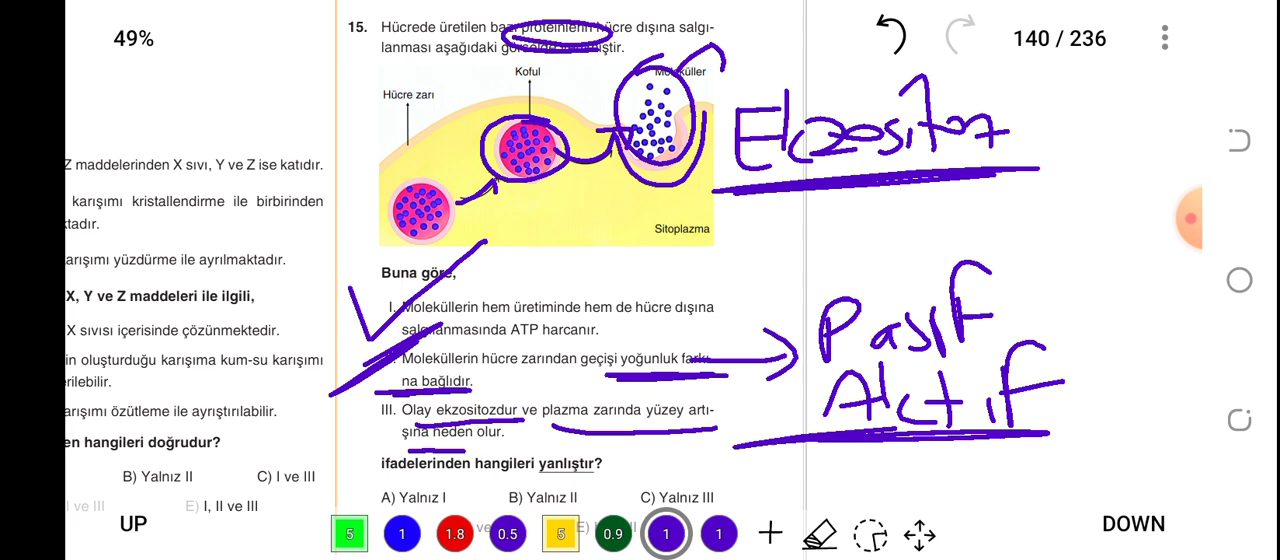 49%
140 / 236
Z maddelerinden X sıvı, Y ve Z ise katıdır.
karışımı kristallendirme ile birbirinden
ktadır.
arışımı yüzdürme ile ayrılmaktadır.
X, Y ve Z maddeleri ile ilgili,
X sıvısı içerisinde çözünmektedir.
in oluşturduğu karışıma kum-su karışımı
erilebilir.
arışımı özütleme ile ayrıştırılabilir.
en hangileri doğrudur?
B) Yalnız II C) I ve III
I ve III E) I, II ve III
UP
15. Hücrede üretilen bazı proteinlerin hücre dışına salgı-
lanması aşağıdaki
Koful
Moleküller
Hücre zarı
Sitoplazma
Buna göre,
I. Moleküllerin hem üretiminde hem de hücre dışına
salgılanmasında ATP harcanır.
Moleküllerin hücre zarından geçişi yoğunluk farkı-
na bağlıdır.
III. Olay ekzositozdur ve plazma zarında yüzey artı-
şına neden olur.
ifadelerinden hangileri yanlıştır?
A) Yalnız I B) Yalnız II C) Yalnız III
ve E)
5 1 1.8 0.5 5 0.9 1 1
Pasif
Aktif
DOWN